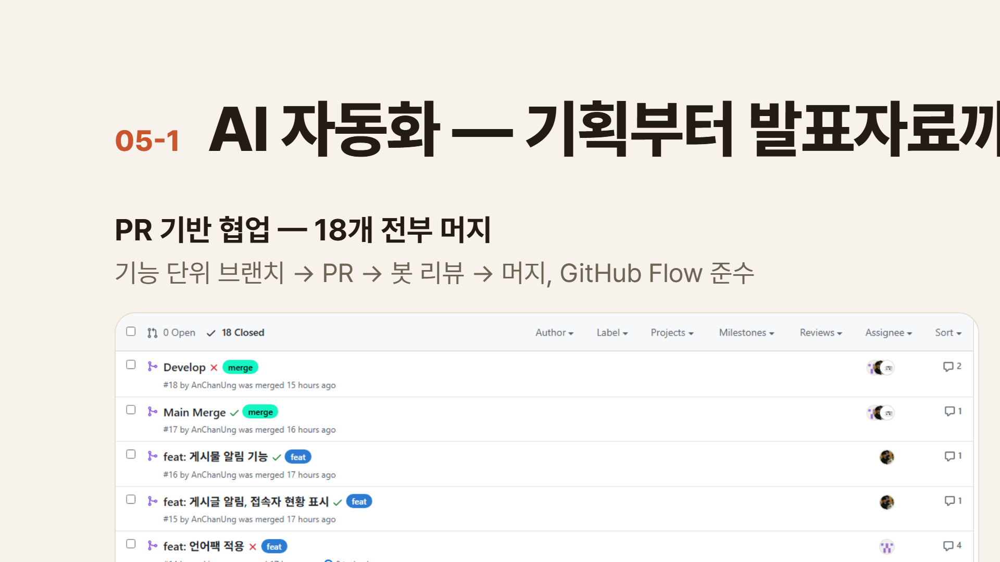 05-1 AI 자동화 — 기획부터 발표자료까
PR 기반 협업 — 18개 전부 머지
기능 단위 브랜치 → PR → 봇 리뷰 → 머지, GitHub Flow 준수
0 Open 18 Closed Author Label Projects Milestones Reviews Assignee Sort
Develop merge 2
#18 by AnChanUng was merged 15 hours ago
Main Merge merge 1
#17 by AnChanUng was merged 16 hours ago
feat: 게시물 알림 기능 feat 1
#16 by AnChanUng was merged 17 hours ago
feat: 게시글 알림, 접속자 현황 표시 feat 1
#15 by AnChanUng was merged 17 hours ago
feat: 언어팩 적용 feat 4